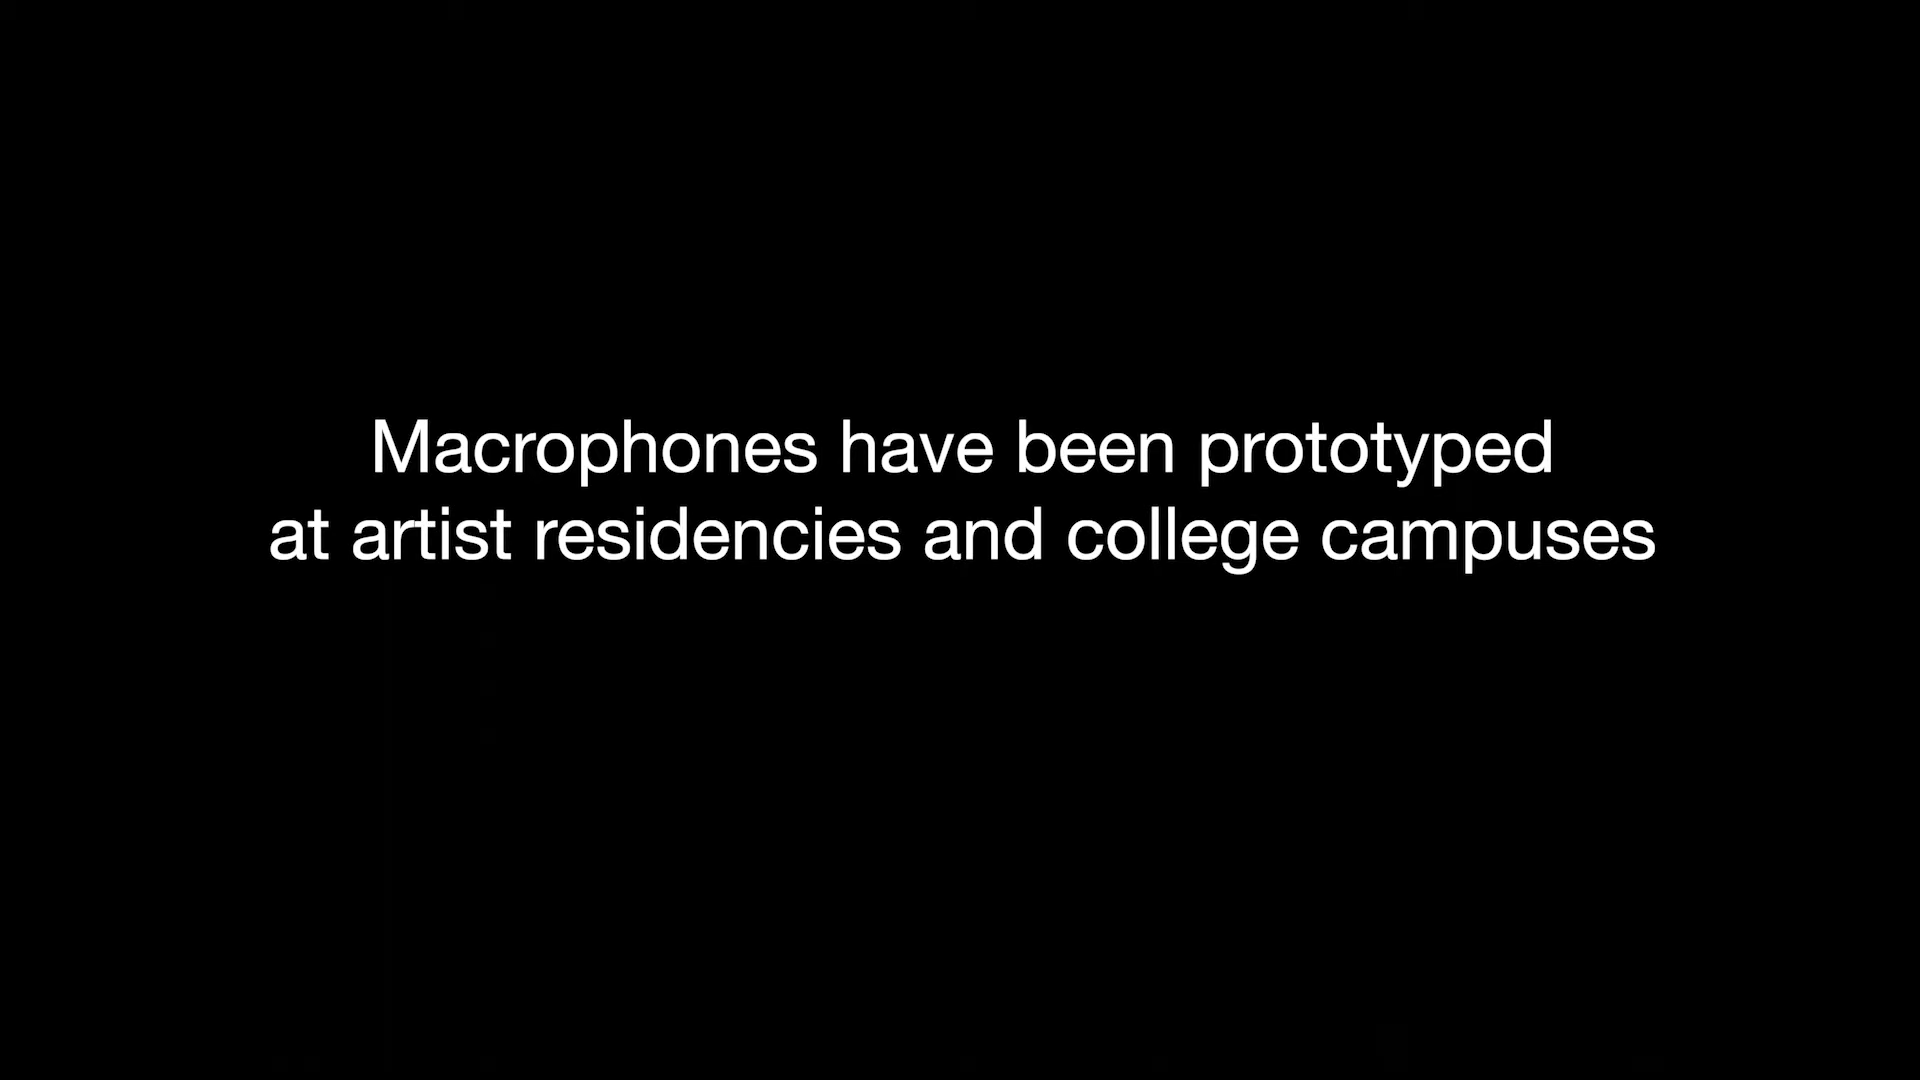 Macrophones have been prototyped
at artist residencies and college campuses